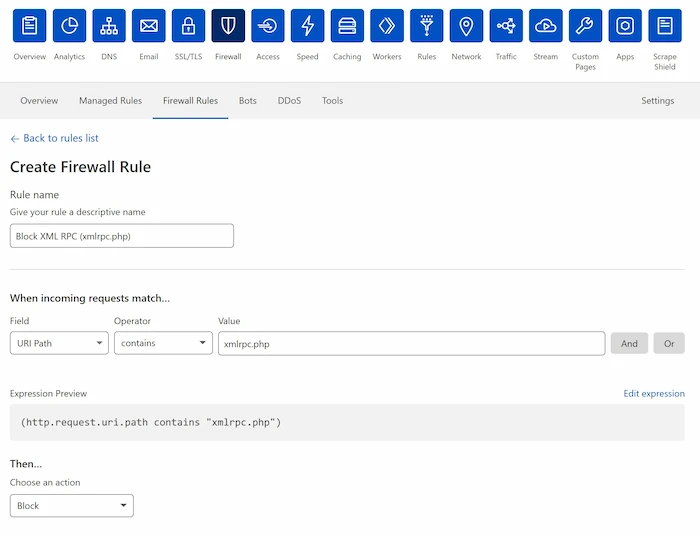 Overview Analytics DNS Email SSL/TLS Firewall Access Speed Caching Workers Rules Network Traffic Stream Custom Pages Apps Scrape Shield
Overview Managed Rules Firewall Rules Bots DDoS Tools Settings
← Back to rules list
Create Firewall Rule
Rule name
Give your rule a descriptive name
Block XML RPC (xmlrpc.php)
When incoming requests match...
Field Operator Value
URI Path contains xmlrpc.php And Or
Expression Preview Edit expression
(http.request.uri.path contains "xmlrpc.php")
Then...
Choose an action
Block